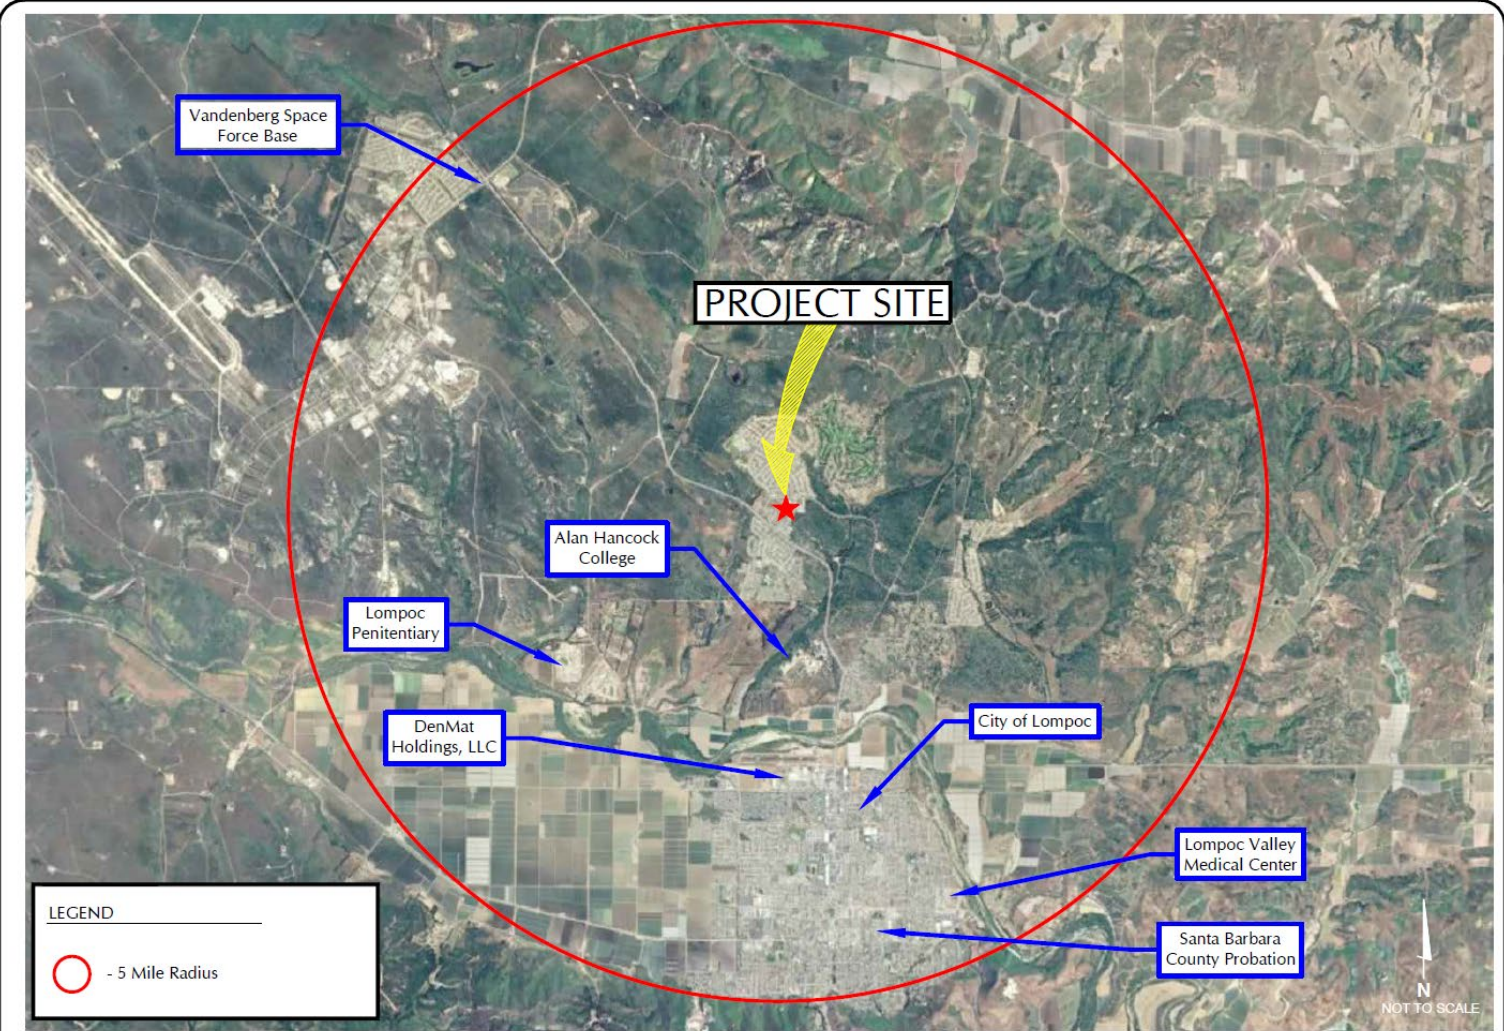 Vandenberg Space
Force Base
PROJECT SITE
Alan Hancock
College
Lompoc
Penitentiary
DenMat
Holdings, LLC
City of Lompoc
Lompoc Valley
Medical Center
Santa Barbara
County Probation
LEGEND
- 5 Mile Radius
N
NOT TO SCALE